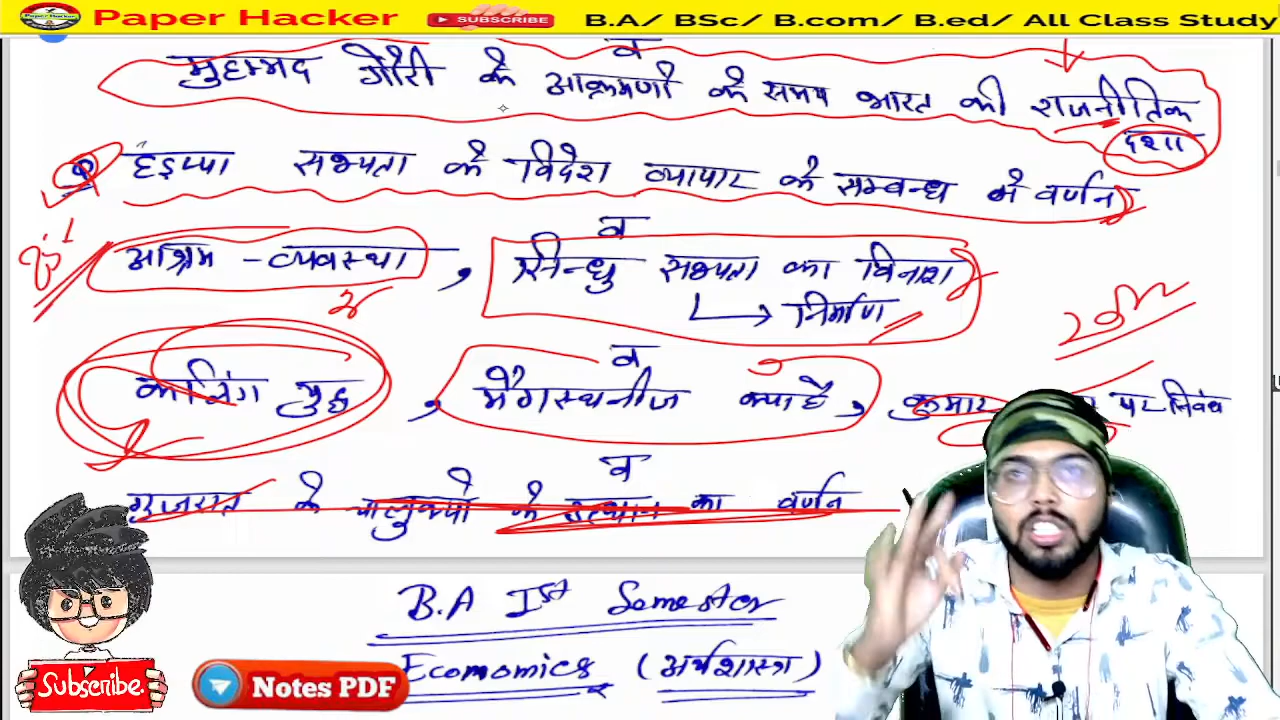 Paper Hacker SUBSCRIBE B.A/ BSc/ B.com/ B.ed/ All Class Study
व
मुहम्मद गौरी के आक्रमणो के समय भारत की राजनीतिक
दशा
हडप्पा सभ्यता के विदेश व्यापार के सम्बन्ध मे वर्णन
व
आश्रम - व्यवस्था , सिन्धु सभ्यता का विनाश
निर्माण
व
कलिंग युद्ध , मैगस्थनीज क्या है , कुमार पर निबंध
व
गुजरात के चालुक्यो के उत्थान का वर्णन
B.A Ist Semester
Economics (अर्थशास्त्र)
Subscribe.
Notes PDF